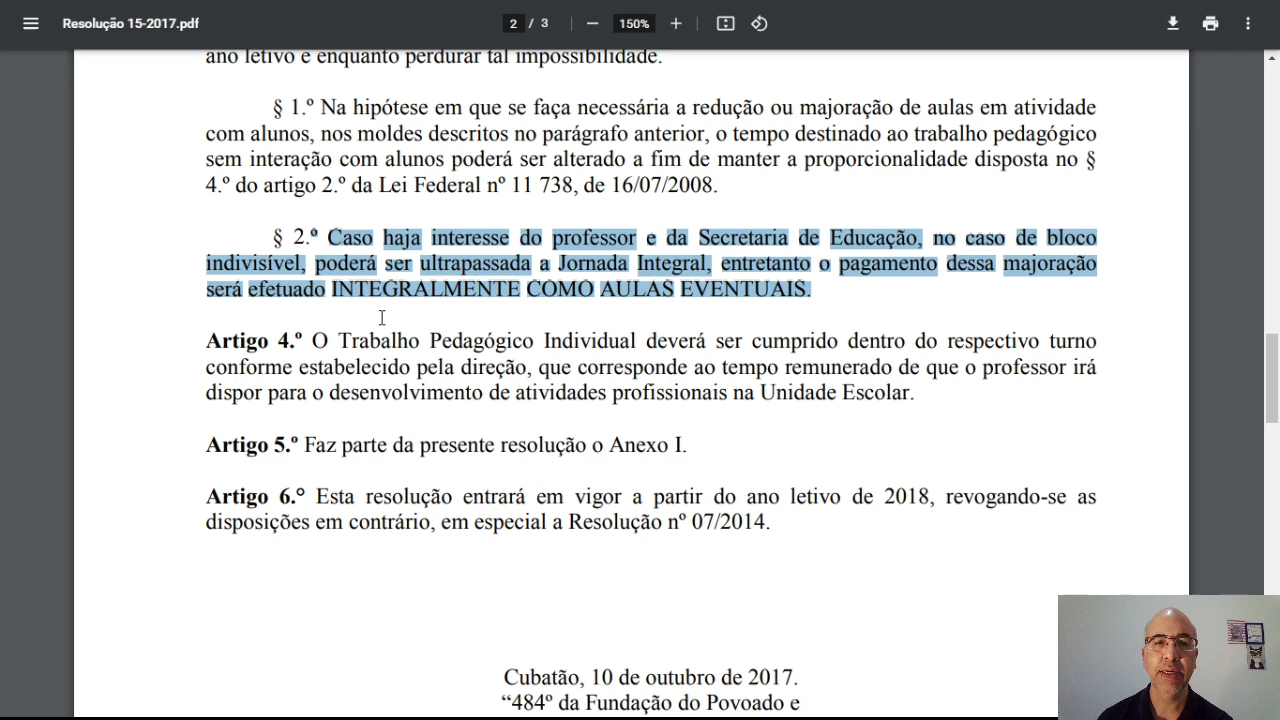 Resolução 15-2017.pdf
2 / 3
150%
ano letivo e enquanto perdurar tal impossibilidade.
§ 1.º Na hipótese em que se faça necessária a redução ou majoração de aulas em atividade
com alunos, nos moldes descritos no parágrafo anterior, o tempo destinado ao trabalho pedagógico
sem interação com alunos poderá ser alterado a fim de manter a proporcionalidade disposta no §
4.º do artigo 2.º da Lei Federal nº 11 738, de 16/07/2008.
§ 2.º Caso haja interesse do professor e da Secretaria de Educação, no caso de bloco
indivisível, poderá ser ultrapassada a Jornada Integral, entretanto o pagamento dessa majoração
será efetuado INTEGRALMENTE COMO AULAS EVENTUAIS.
Artigo 4.º O Trabalho Pedagógico Individual deverá ser cumprido dentro do respectivo turno
conforme estabelecido pela direção, que corresponde ao tempo remunerado de que o professor irá
dispor para o desenvolvimento de atividades profissionais na Unidade Escolar.
Artigo 5.º Faz parte da presente resolução o Anexo I.
Artigo 6.° Esta resolução entrará em vigor a partir do ano letivo de 2018, revogando-se as
disposições em contrário, em especial a Resolução nº 07/2014.
Cubatão, 10 de outubro de 2017.
“484º da Fundação do Povoado e